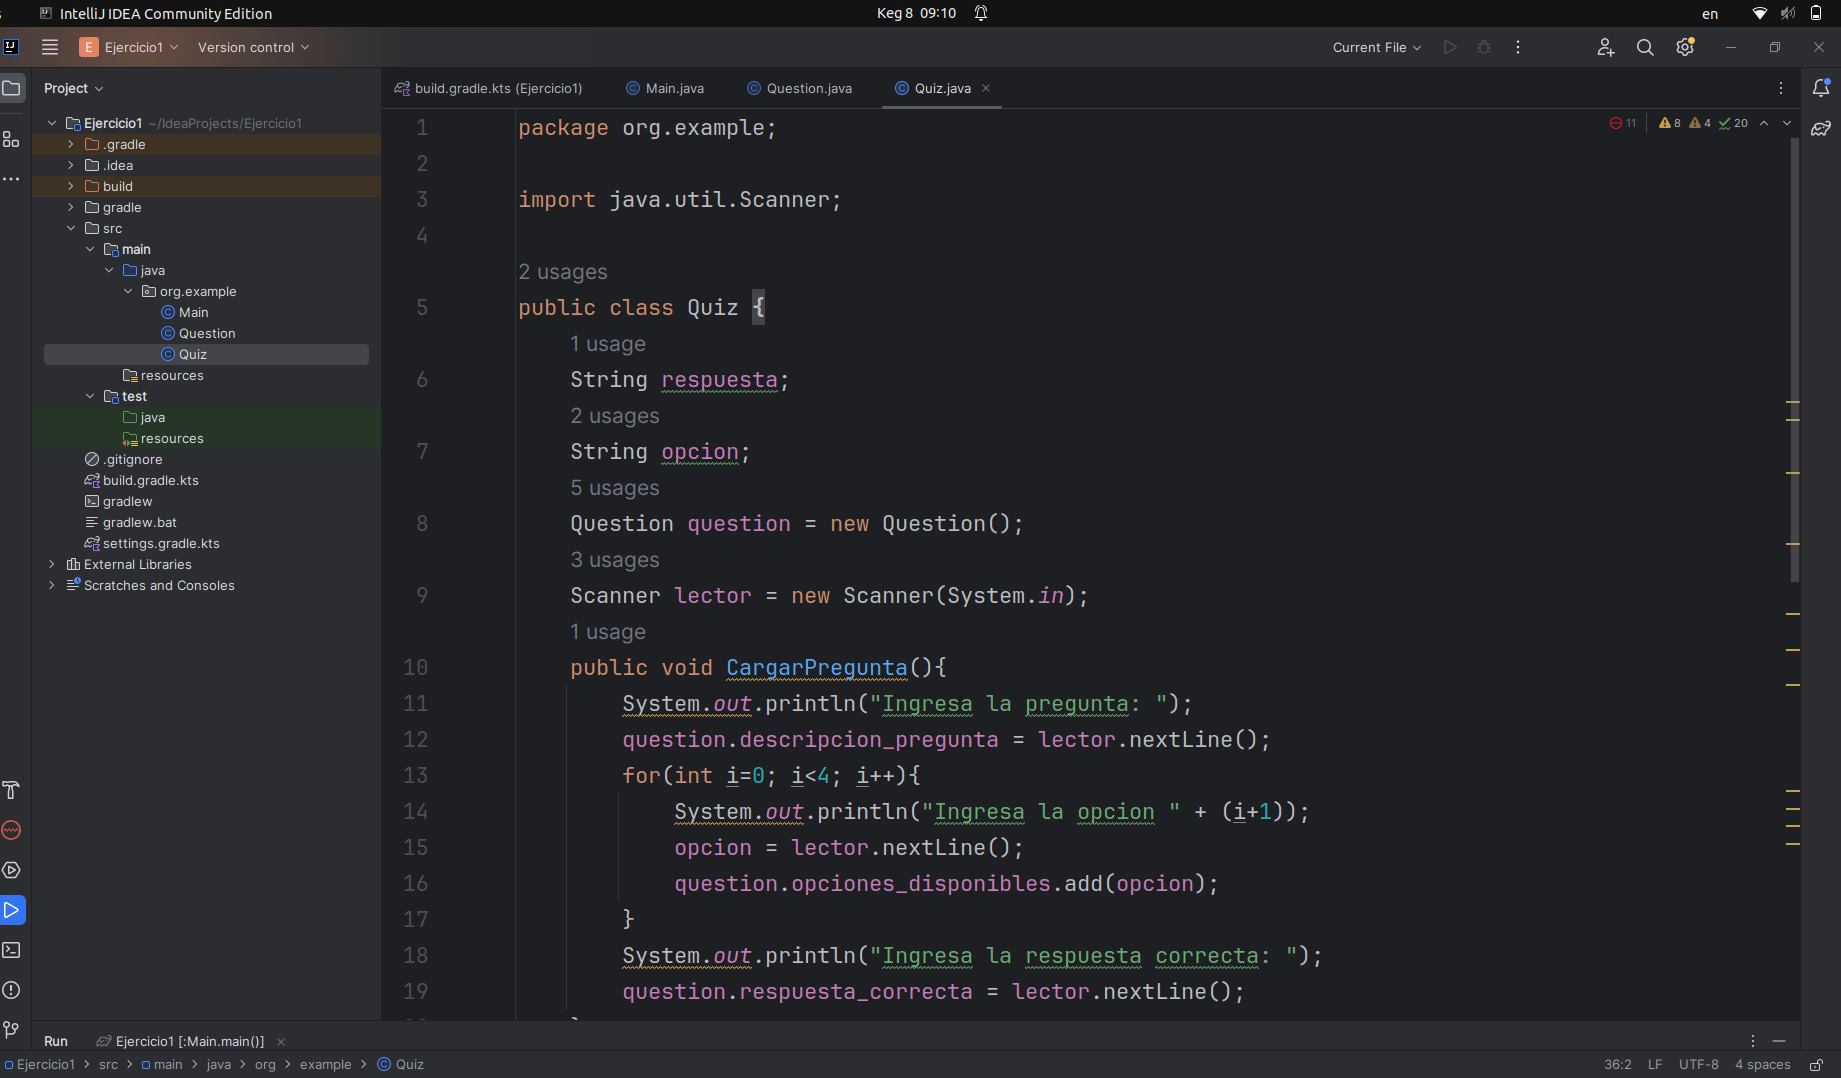 IntelliJ IDEA Community Edition
Keg 8 09:10
en
E Ejercicio1
Version control
Current File
Project
build.gradle.kts (Ejercicio1)
Main.java
Question.java
Quiz.java
Ejercicio1 ~/IdeaProjects/Ejercicio1
.gradle
.idea
build
gradle
src
main
java
org.example
Main
Question
Quiz
resources
test
java
resources
.gitignore
build.gradle.kts
gradlew
gradlew.bat
settings.gradle.kts
External Libraries
Scratches and Consoles
11 8 4 20
1 package org.example;
2
3 import java.util.Scanner;
4
2 usages
5 public class Quiz {
1 usage
6 String respuesta;
2 usages
7 String opcion;
5 usages
8 Question question = new Question();
3 usages
9 Scanner lector = new Scanner(System.in);
1 usage
10 public void CargarPregunta(){
11 System.out.println("Ingresa la pregunta: ");
12 question.descripcion_pregunta = lector.nextLine();
13 for(int i=0; i<4; i++){
14 System.out.println("Ingresa la opcion " + (i+1));
15 opcion = lector.nextLine();
16 question.opciones_disponibles.add(opcion);
17 }
18 System.out.println("Ingresa la respuesta correcta: ");
19 question.respuesta_correcta = lector.nextLine();
Run
Ejercicio1 [:Main.main()]
Ejercicio1 > src > main > java > org > example > Quiz
36:2 LF UTF-8 4 spaces